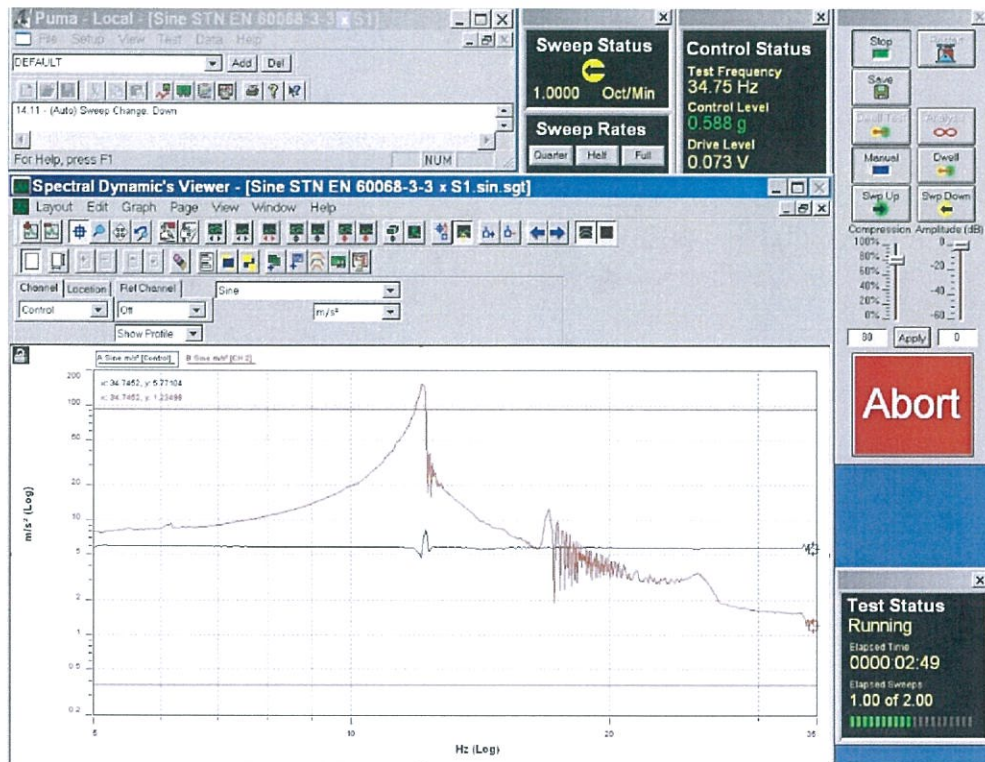 Puma - Local - [Sine STN EN 60068-3-3 x S1]
File Setup View Test Data Help
DEFAULT
Add Del
14.11 - (Auto) Sweep Change: Down
For Help, press F1
NUM
Sweep Status
1.0000 Oct/Min
Sweep Rates
Quarter Half Full
Control Status
Test Frequency
34.75 Hz
Control Level
0.588 g
Drive Level
0.073 V
Stop Restart
Save
Dwell Test Analyze
Manual Dwell
Swp Up Swp Down
Compression Amplitude (dB)
100% 0
80%
-20
60%
40% -40
20%
0% -60
80 Apply 0
Abort
Spectral Dynamic's Viewer - [Sine STN EN 60068-3-3 x S1.sin.sgt]
Layout Edit Graph Page View Window Help
Channel Location Ref Channel Sine
Control Off m/s²
Show Profile
A Sine m/s² [Control] B Sine m/s² [CH 2]
x: 34.7452, y: 5.77104
x: 34.7452, y: 1.23498
200
100
50
20
10
5
2
1
0.5
0.2
m/s² (Log)
5 10 20 35
Hz (Log)
Test Status
Running
Elapsed Time
0000:02:49
Elapsed Sweeps
1.00 of 2.00